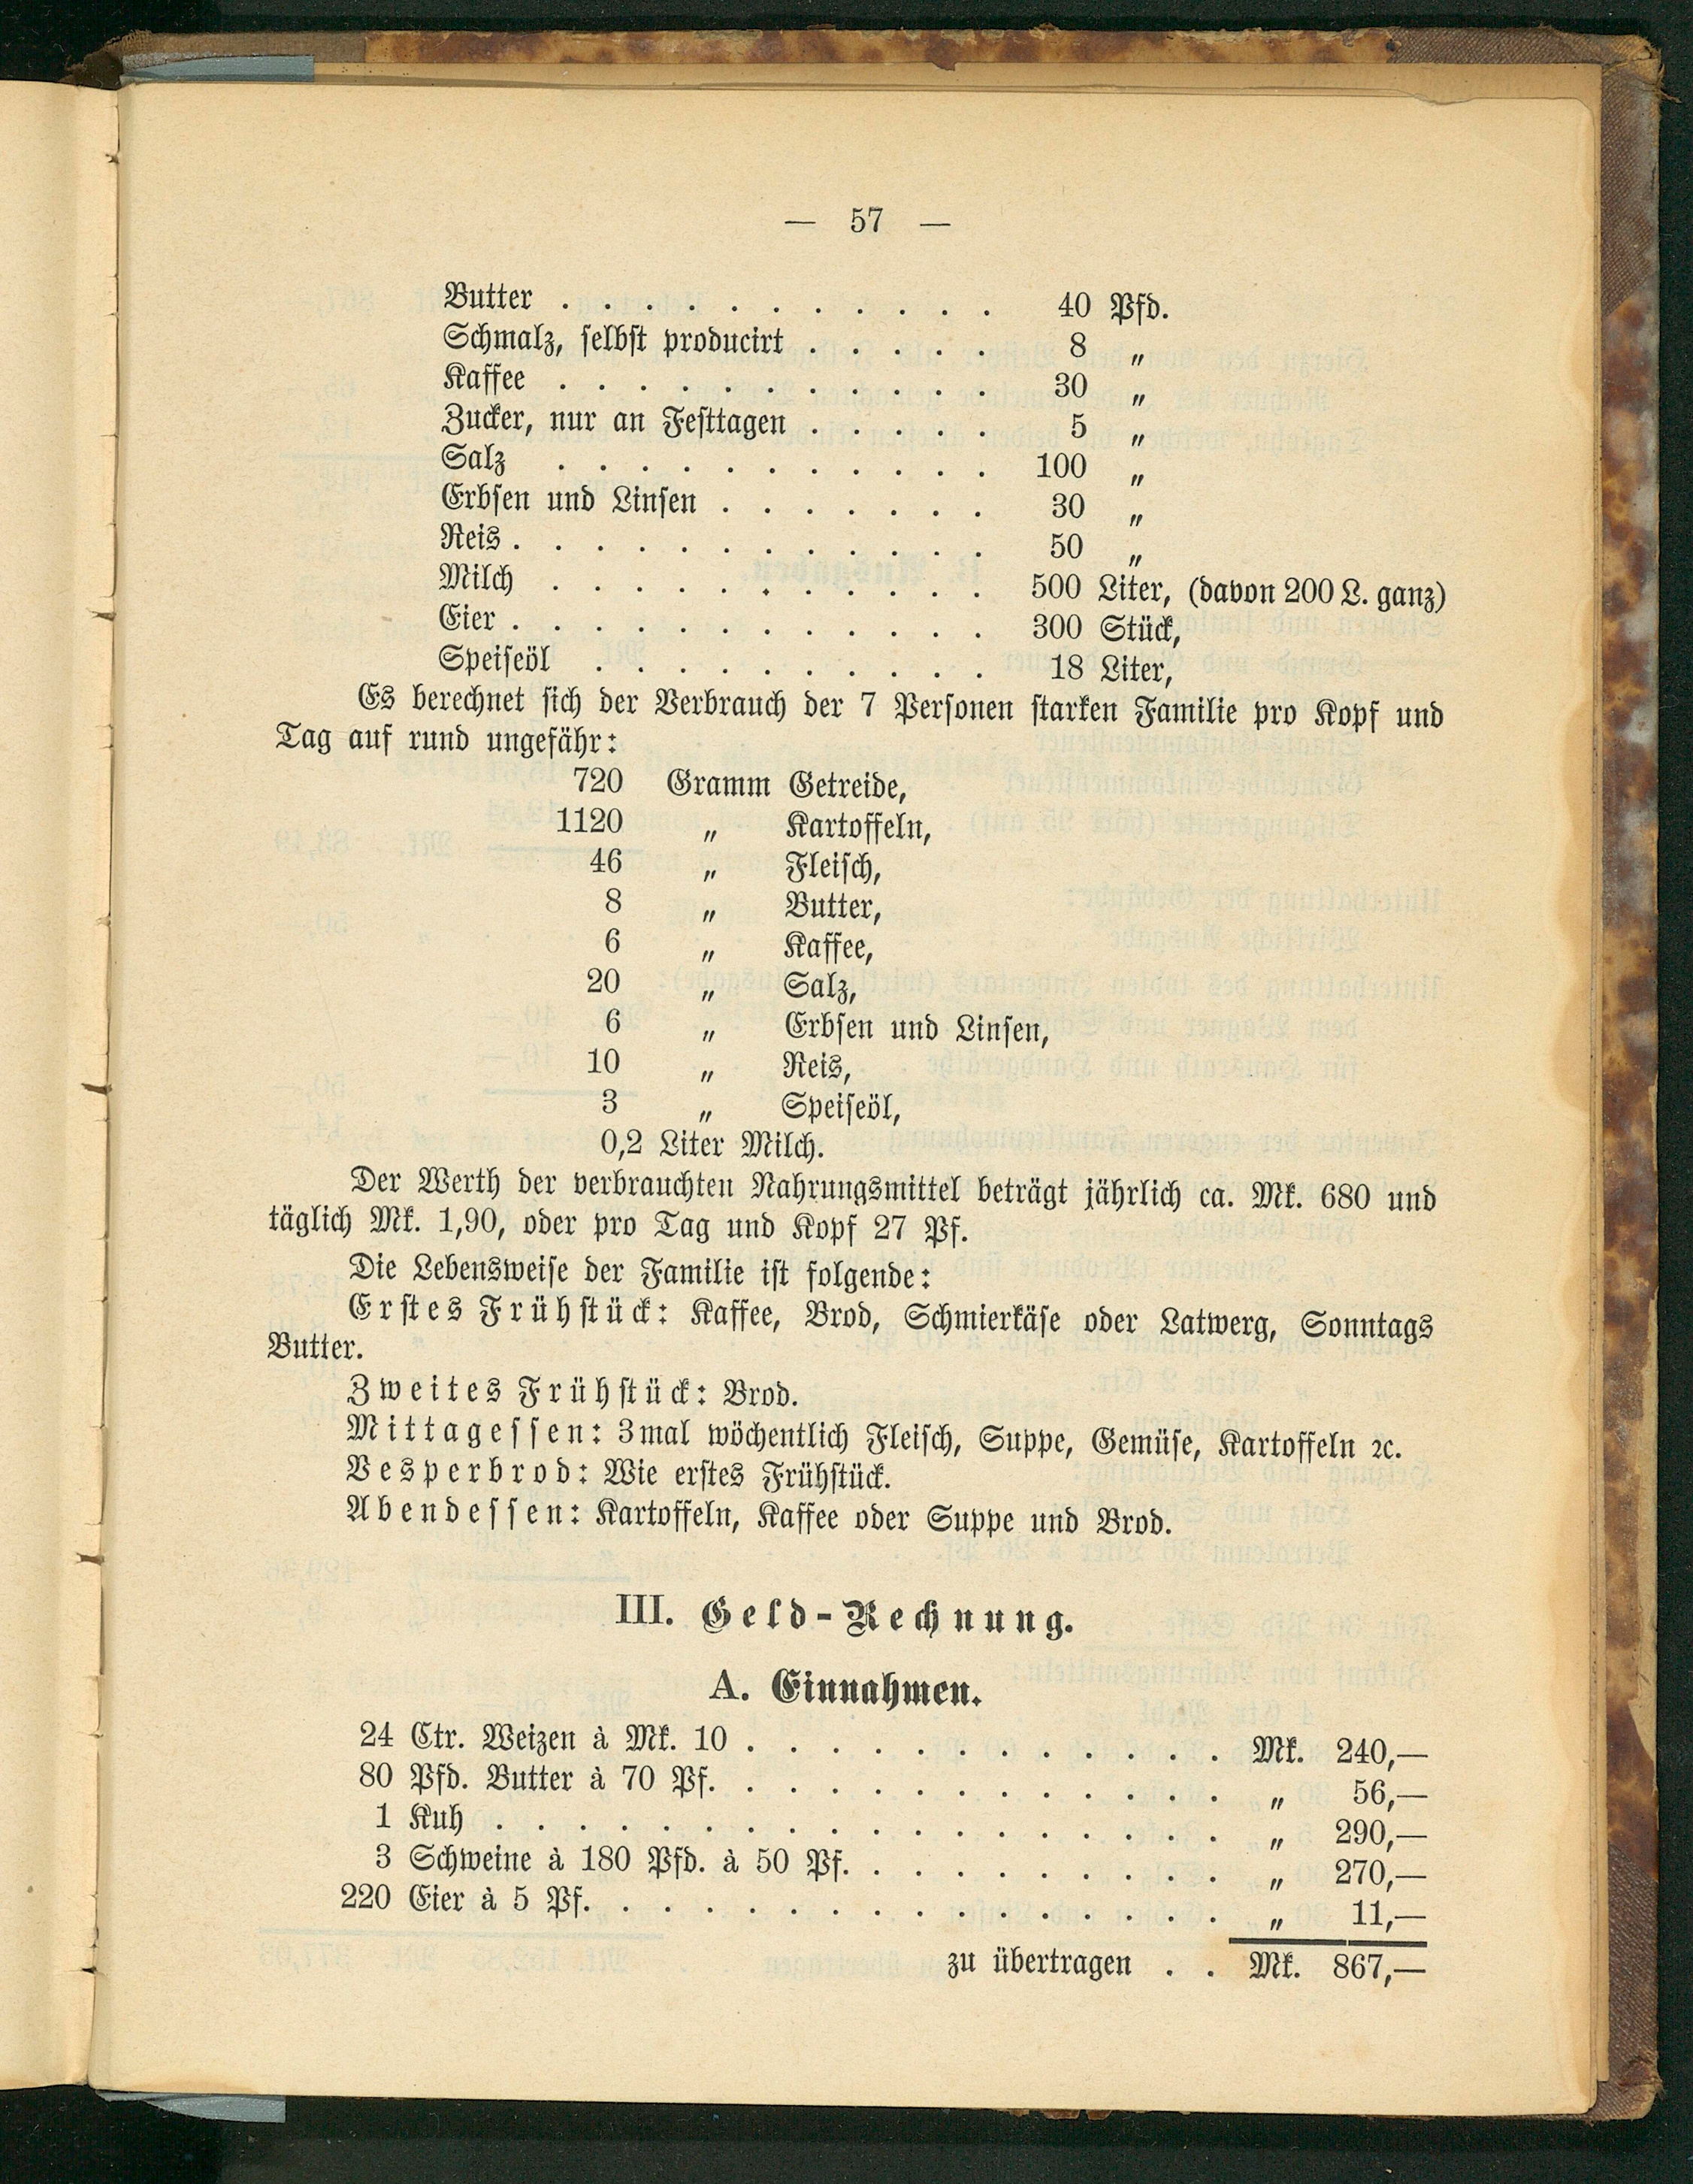 — 57 —
Butter . . . . . . . . . . . 40 Pfd.
Schmalz, selbst producirt . . . . . 8 „
Kaffee . . . . . . . . . . . 30 „
Zucker, nur an Festtagen . . . . . 5 „
Salz . . . . . . . . . . . 100 „
Erbsen und Linsen . . . . . . . 30 „
Reis . . . . . . . . . . . . 50 „
Milch . . . . . . . . . . . 500 Liter, (davon 200 L. ganz)
Eier . . . . . . . . . . . . 300 Stück,
Speiseöl . . . . . . . . . . 18 Liter,
Es berechnet sich der Verbrauch der 7 Personen starken Familie pro Kopf und
Tag auf rund ungefähr:
720 Gramm Getreide,
1120 „ Kartoffeln,
46 „ Fleisch,
8 „ Butter,
6 „ Kaffee,
20 „ Salz,
6 „ Erbsen und Linsen,
10 „ Reis,
3 „ Speiseöl,
0,2 Liter Milch.
Der Werth der verbrauchten Nahrungsmittel beträgt jährlich ca. Mk. 680 und
täglich Mk. 1,90, oder pro Tag und Kopf 27 Pf.
Die Lebensweise der Familie ist folgende:
Erstes Frühstück: Kaffee, Brod, Schmierkäse oder Latwerg, Sonntags
Butter.
Zweites Frühstück: Brod.
Mittagessen: 3mal wöchentlich Fleisch, Suppe, Gemüse, Kartoffeln ꝛc.
Vesperbrod: Wie erstes Frühstück.
Abendessen: Kartoffeln, Kaffee oder Suppe und Brod.
III. Geld-Rechnung.
A. Einnahmen.
24 Ctr. Weizen à Mk. 10 . . . . . . . . . . . . Mk. 240,—
80 Pfd. Butter à 70 Pf. . . . . . . . . . . . . „ 56,—
1 Kuh . . . . . . . . . . . . . . . . . . „ 290,—
3 Schweine à 180 Pfd. à 50 Pf. . . . . . . . . . „ 270,—
220 Eier à 5 Pf. . . . . . . . . . . . . . . . „ 11,—
zu übertragen . . Mk. 867,—